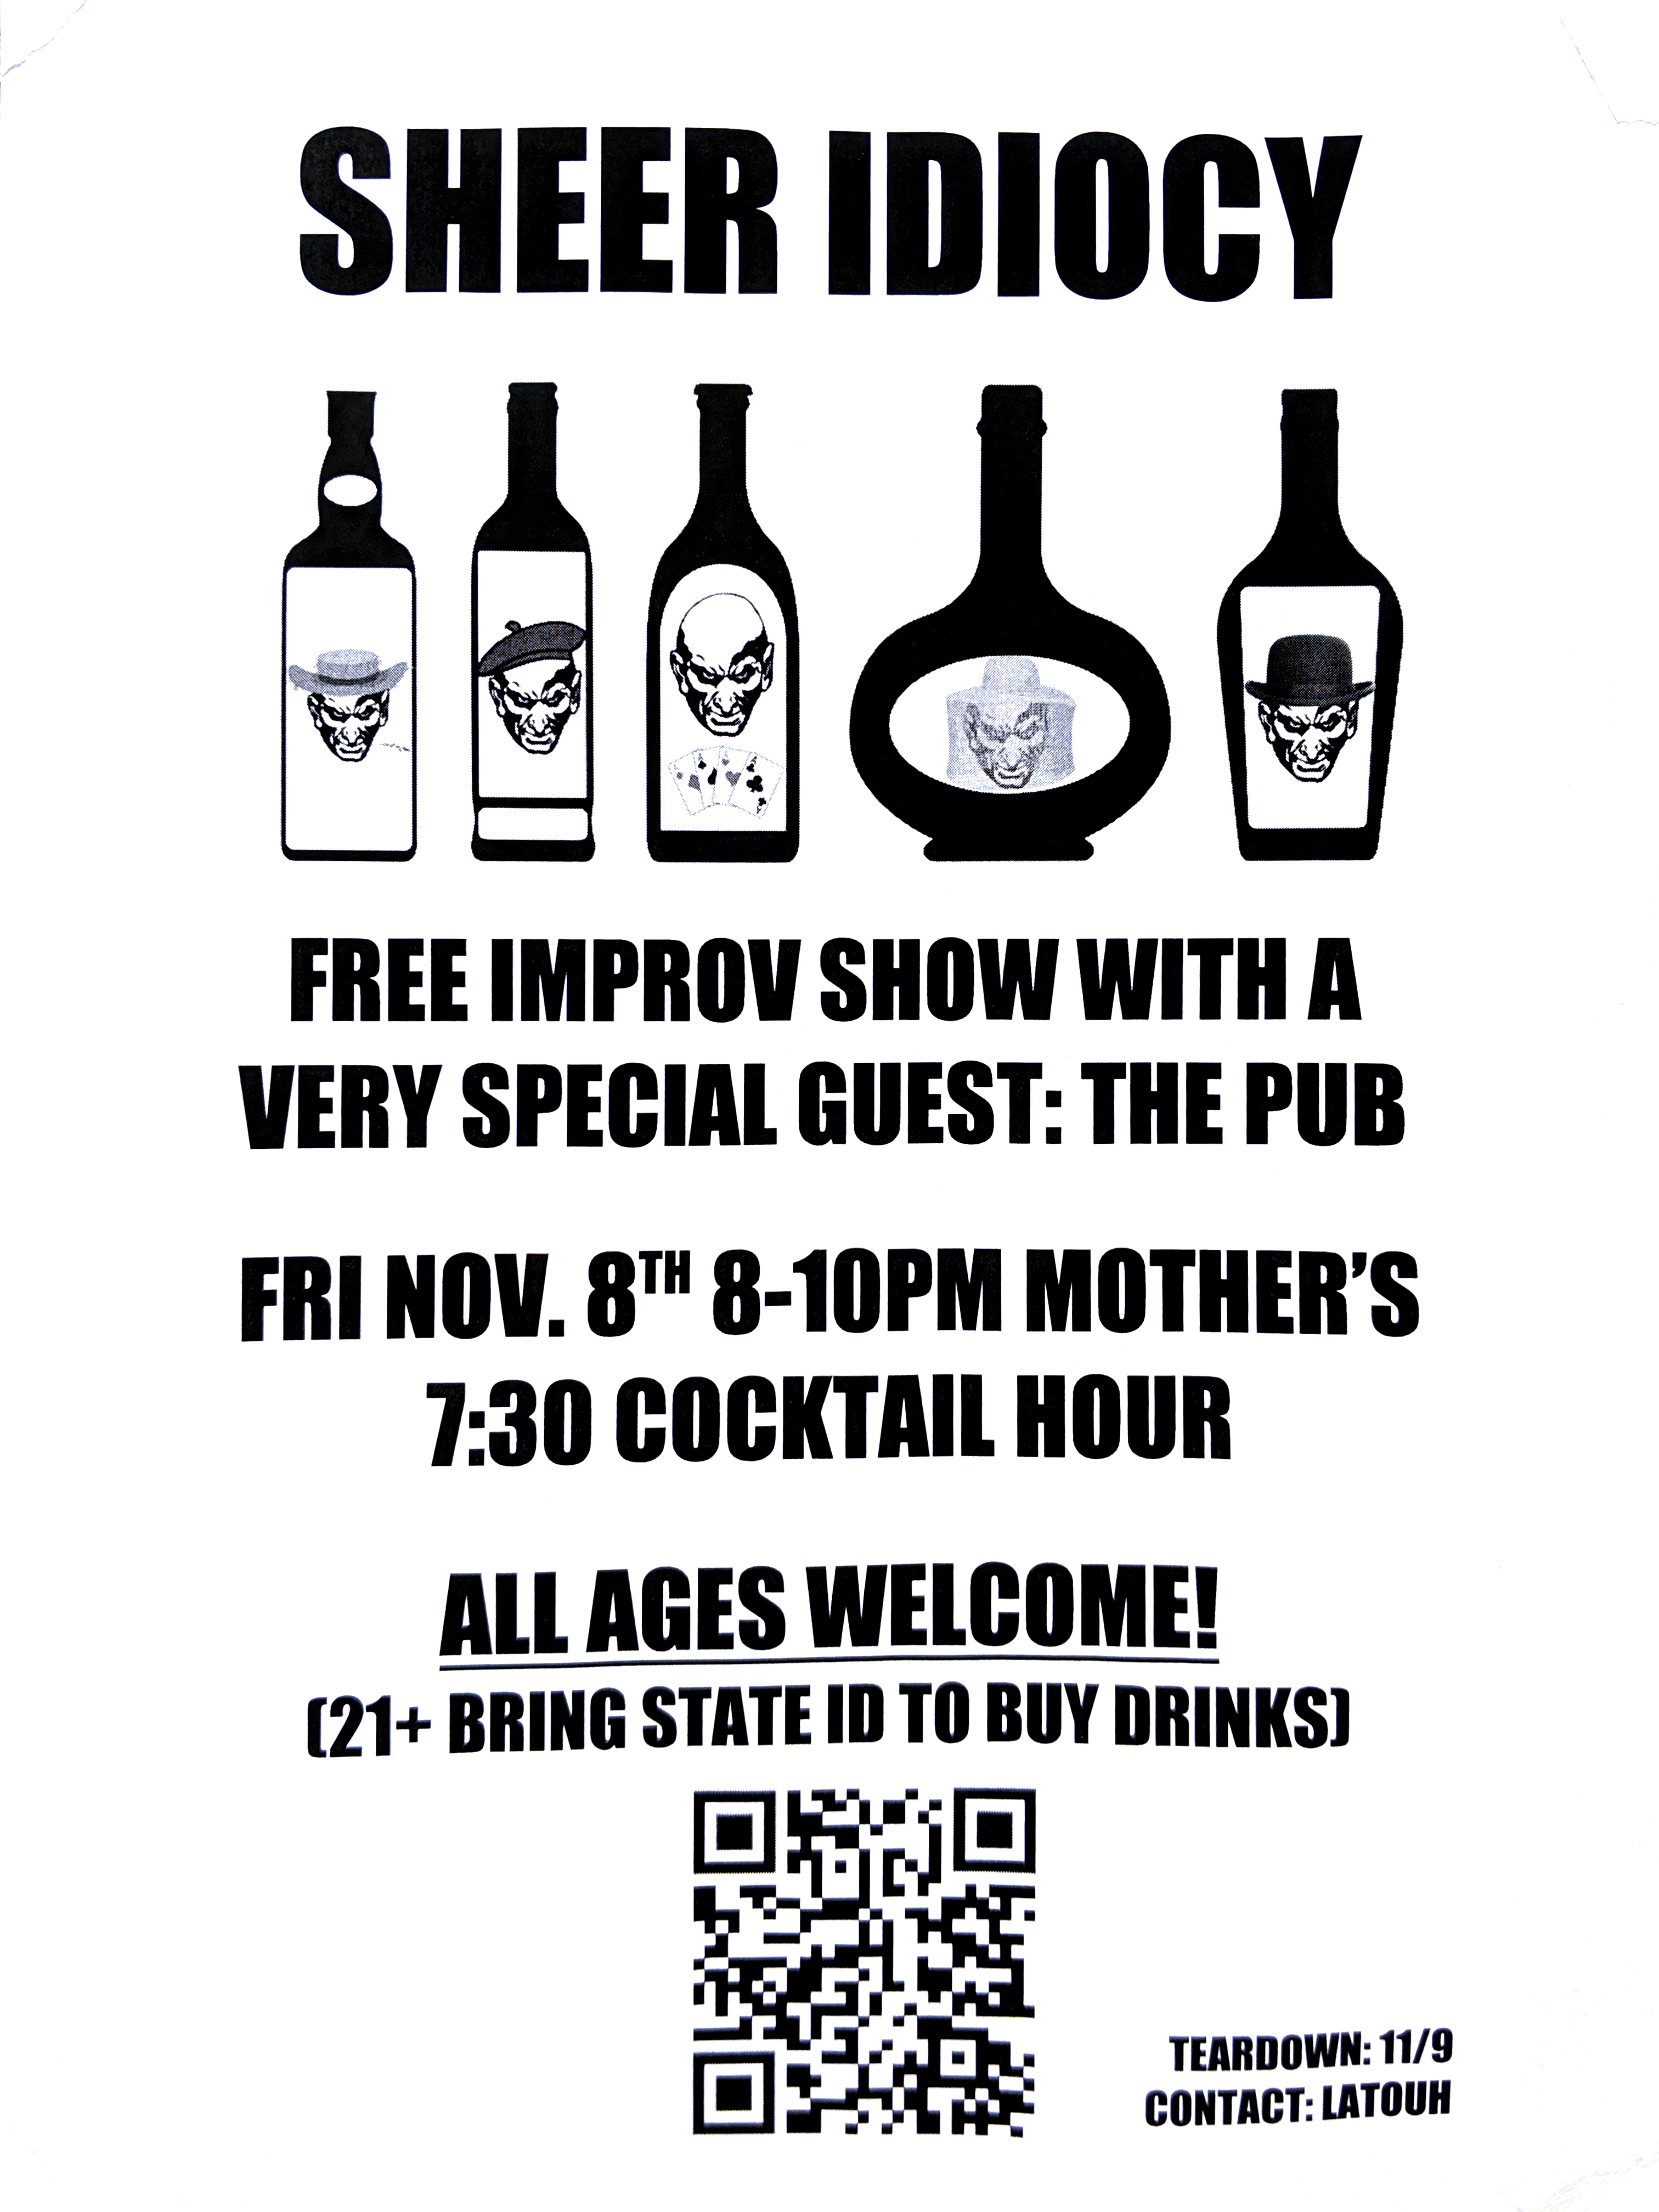 SHEER IDIOCY
FREE IMPROV SHOW WITH A
VERY SPECIAL GUEST: THE PUB
FRI NOV. 8TH 8-10PM MOTHER'S
7:30 COCKTAIL HOUR
ALL AGES WELCOME!
(21+ BRING STATE ID TO BUY DRINKS)
TEARDOWN: 11/9
CONTACT: LATOUH